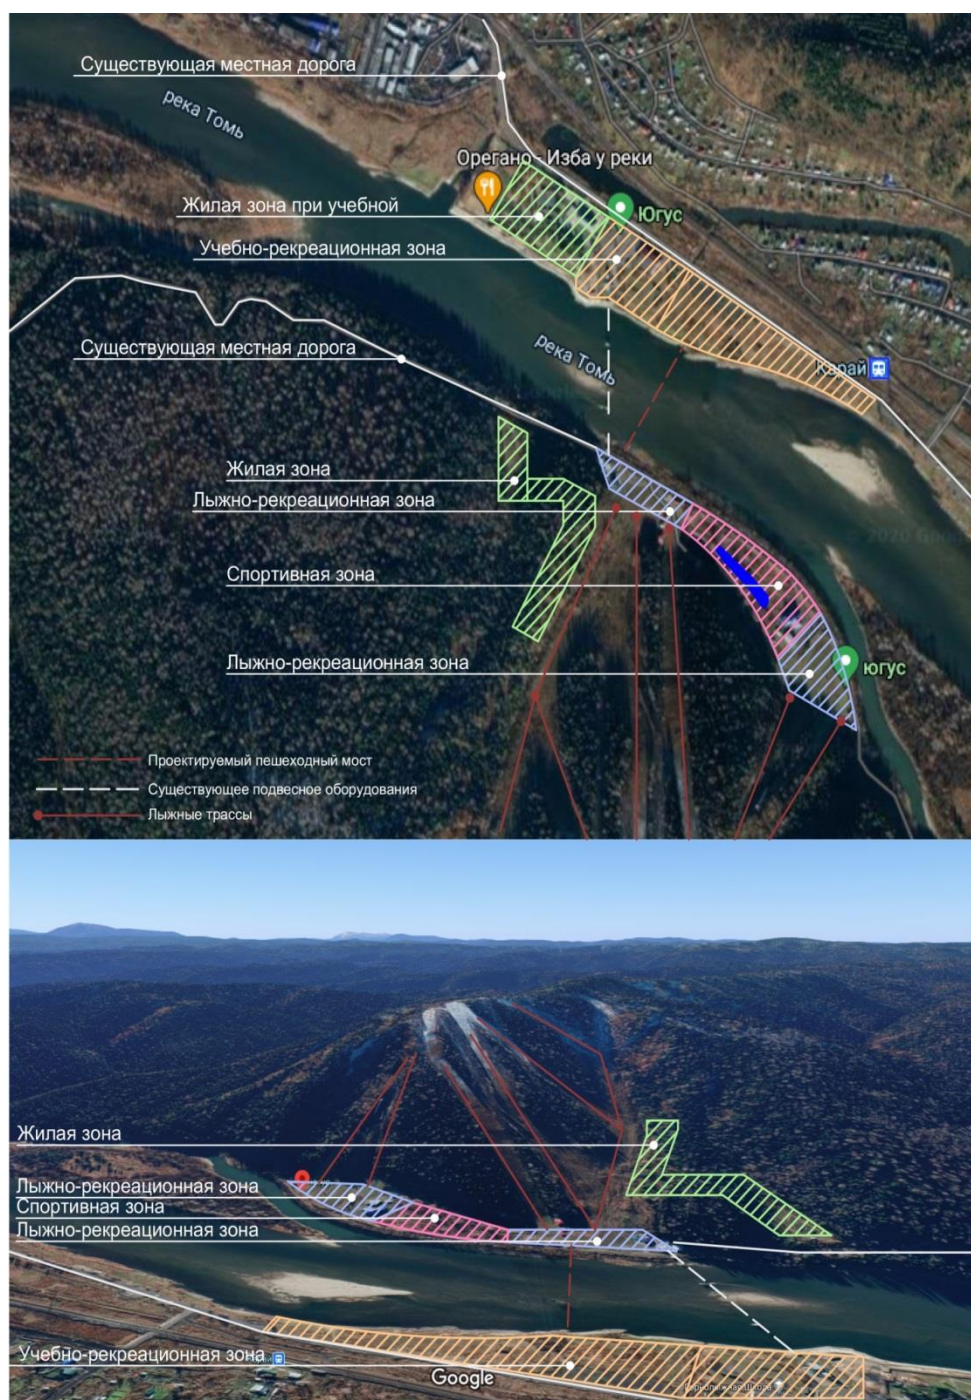 Существующая местная дорога
река Томь
Орегано - Изба у реки
Жилая зона при учебной
Югус
Учебно-рекреационная зона
Существующая местная дорога
река Томь
Карай
Жилая зона
Лыжно-рекреационная зона
Спортивная зона
Лыжно-рекреационная зона
югус
Проектируемый пешеходный мост
Существующее подвесное оборудования
Лыжные трассы
Жилая зона
Лыжно-рекреационная зона
Спортивная зона
Лыжно-рекреационная зона
Учебно-рекреационная зона
Google